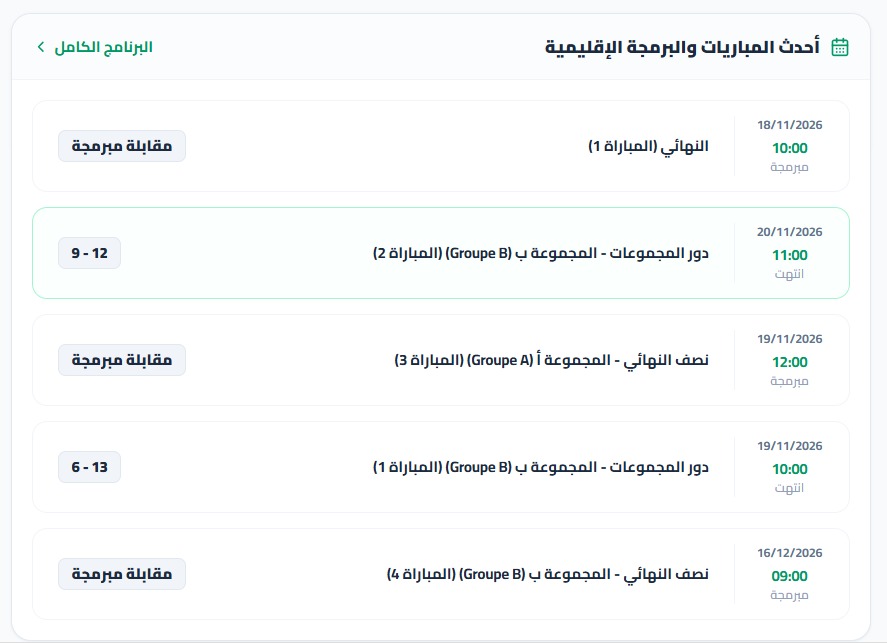 أحدث المباريات والبرمجة الإقليمية
البرنامج الكامل
18/11/2026
10:00
مبرمجة
النهائي (المباراة 1)
مقابلة مبرمجة
20/11/2026
11:00
انتهت
دور المجموعات - المجموعة ب (Groupe B) (المباراة 2)
9 - 12
19/11/2026
12:00
مبرمجة
نصف النهائي - المجموعة أ (Groupe A) (المباراة 3)
مقابلة مبرمجة
19/11/2026
10:00
انتهت
دور المجموعات - المجموعة ب (Groupe B) (المباراة 1)
6 - 13
16/12/2026
09:00
مبرمجة
نصف النهائي - المجموعة ب (Groupe B) (المباراة 4)
مقابلة مبرمجة